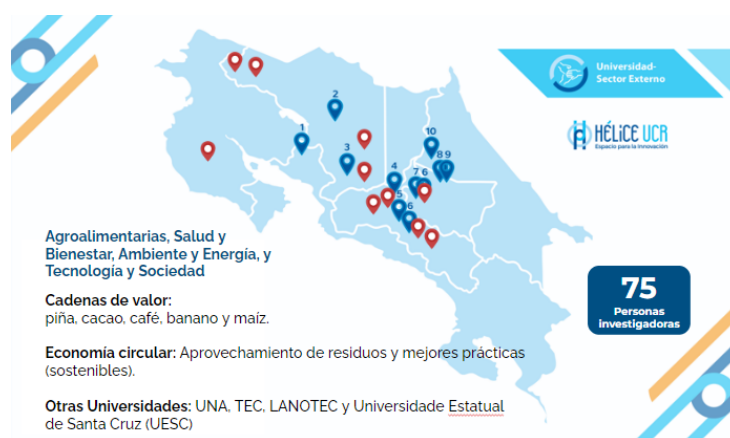 Universidad-
Sector Externo
HÉLICE UCR
Espacio para la Innovación
1
2
3
4
5
6
7
6
8
9
10
Agroalimentarias, Salud y
Bienestar, Ambiente y Energía, y
Tecnología y Sociedad
Cadenas de valor:
piña, cacao, café, banano y maíz.
Economía circular: Aprovechamiento de residuos y mejores prácticas
(sostenibles).
Otras Universidades: UNA, TEC, LANOTEC y Universidade Estatual
de Santa Cruz (UESC)
75
Personas
investigadoras